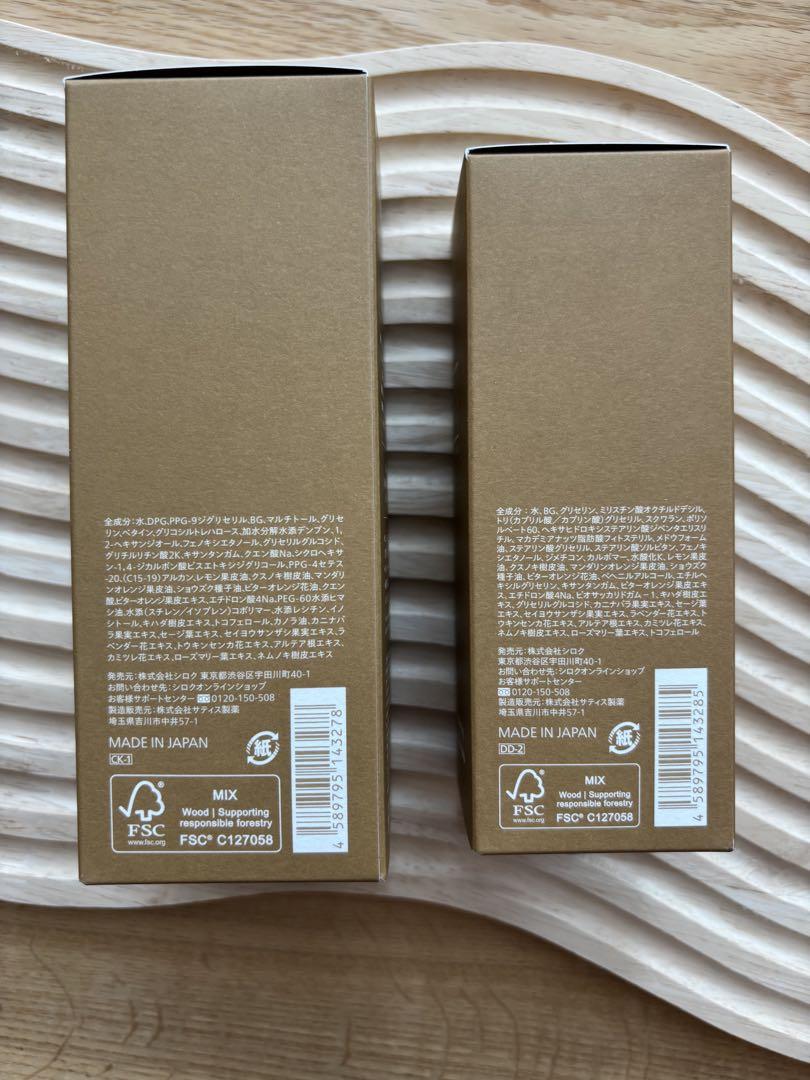 全成分:水、DPG、PPG-9ジグリセリル、BG、マルチトール、グリセ
リン、ベタイン、グリコシルトレハロース、加水分解水添デンプン、1,
2-ヘキサンジオール、フェノキシエタノール、グリセリルグルコシド、
グリチルリチン酸2K、キサンタンガム、クエン酸Na、シクロヘキサ
ン-1,4-ジカルボン酸ビスエトキシジグリコール、PPG-4セテス
-20、(C15-19)アルカン、レモン果皮油、クスノキ樹皮油、マンダリ
ンオレンジ果皮油、ショウズク種子油、ビターオレンジ花油、クエン
酸、ビターオレンジ果皮エキス、エチドロン酸4Na、PEG-60水添ヒマ
シ油、水添(スチレン/イソプレン)コポリマー、水添レシチン、イノシ
トール、キハダ樹皮エキス、トコフェロール、カノラ油、カニナバ
ラ果実エキス、セージ葉エキス、セイヨウサンザシ果実エキス、ラ
ベンダー花エキス、トウキンセンカ花エキス、アルテア根エキス、
カミツレ花エキス、ローズマリー葉エキス、ネムノキ樹皮エキス
発売元:株式会社シロク
東京都渋谷区宇田川町40-1
お問い合わせ先:シロクオンラインショップ
お客様サポートセンター 0120-150-508
製造販売元:株式会社サティス製薬
埼玉県吉川市中井57-1
MADE IN JAPAN
CK-1
紙
FSC
www.fsc.org
MIX
Wood | Supporting
responsible forestry
FSC® C127058
4 589795 143278
全成分:水、BG、グリセリン、ミリスチン酸オクチルドデシル、
トリ(カプリル酸/カプリン酸)グリセリル、スクワラン、ポリソ
ルベート60、ヘキサヒドロキシステアリン酸ジペンタエリスリ
チル、マカデミアナッツ脂肪酸フィトステリル、メドウフォーム
油、ステアリン酸グリセリル、ステアリン酸ソルビタン、フェノキ
シエタノール、ジメチコン、カルボマー、水酸化K、レモン果皮
油、クスノキ樹皮油、マンダリンオレンジ果皮油、ショウズク
種子油、ビターオレンジ花油、ベヘニルアルコール、エチルヘ
キシルグリセリン、キサンタンガム、ビターオレンジ果皮エキ
ス、エチドロン酸4Na、ビオサッカリドガム-1、キハダ樹皮エキ
ス、グリセリルグルコシド、カニナバラ果実エキス、セージ葉
エキス、セイヨウサンザシ果実エキス、ラベンダー花エキス、ト
ウキンセンカ花エキス、アルテア根エキス、カミツレ花エキス、
ネムノキ樹皮エキス、ローズマリー葉エキス、トコフェロール
発売元:株式会社シロク
東京都渋谷区宇田川町40-1
お問い合わせ先:シロクオンラインショップ
お客様サポートセンター
0120-150-508
製造販売元:株式会社サティス製薬
埼玉県吉川市中井57-1
MADE IN JAPAN
DD-2
紙
FSC
www.fsc.org
MIX
Wood | Supporting
responsible forestry
FSC® C127058
4 589795 143285